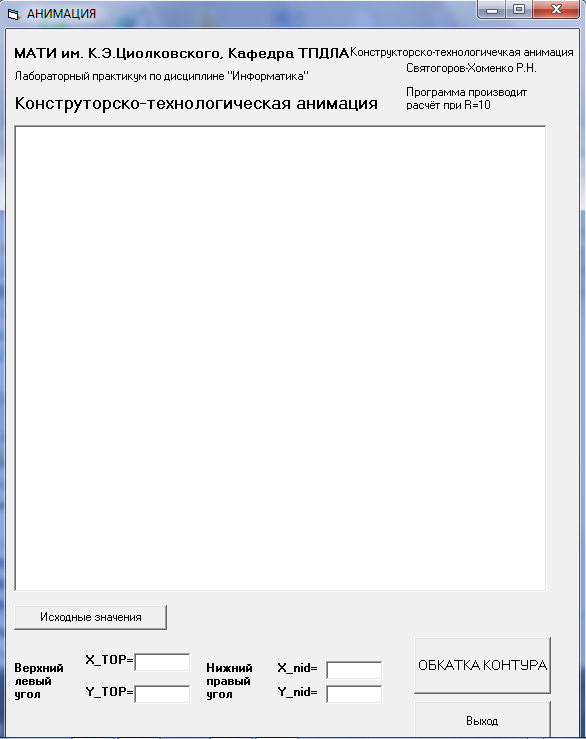 АНИМАЦИЯ
МАТИ им. К.Э.Циолковского, Кафедра ТПДЛА
Конструкторско-технологичечкая анимация
Лабораторный практикум по дисциплине "Информатика"
Святогоров-Хоменко Р.Н.
Конструторско-технологическая анимация
Программа производит
расчёт при R=10
Исходные значения
Верхний
левый
угол
X_TOP=
Y_TOP=
Нижний
правый
угол
X_nid=
Y_nid=
ОБКАТКА КОНТУРА
Выход